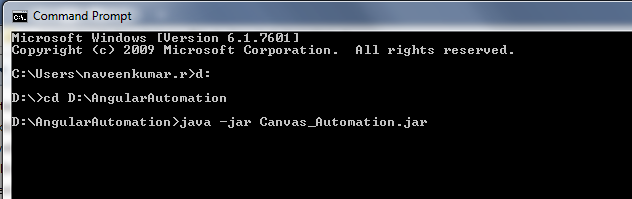 Command Prompt
Microsoft Windows [Version 6.1.7601]
Copyright (c) 2009 Microsoft Corporation.  All rights reserved.
C:\Users\naveenkumar.r>d:
D:\>cd D:\AngularAutomation
D:\AngularAutomation>java -jar Canvas_Automation.jar